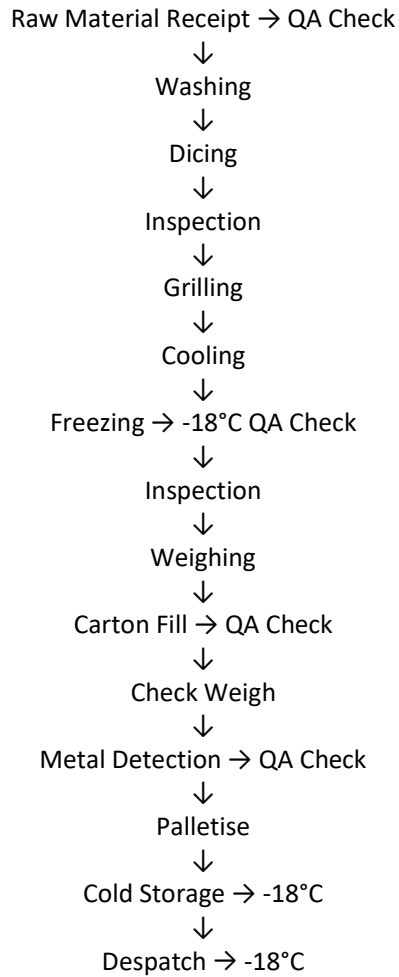 Raw Material Receipt → QA Check
↓
Washing
↓
Dicing
↓
Inspection
↓
Grilling
↓
Cooling
↓
Freezing → -18°C QA Check
↓
Inspection
↓
Weighing
↓
Carton Fill → QA Check
↓
Check Weigh
↓
Metal Detection → QA Check
↓
Palletise
↓
Cold Storage → -18°C
↓
Despatch → -18°C